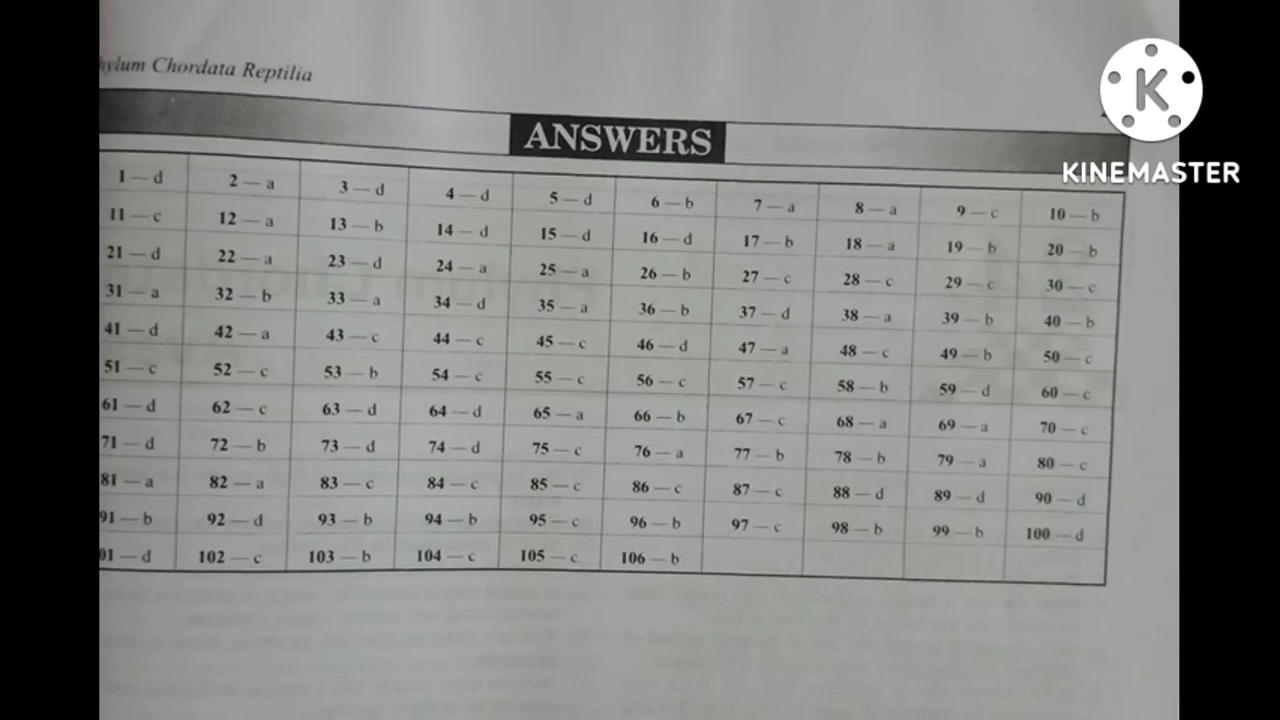 hylum Chordata Reptilia
K
KINEMASTER
ANSWERS
1 — d 2 — a 3 — d 4 — d 5 — d 6 — b 7 — a 8 — a 9 — c 10 — b
11 — c 12 — a 13 — b 14 — d 15 — d 16 — d 17 — b 18 — a 19 — b 20 — b
21 — d 22 — a 23 — d 24 — a 25 — a 26 — b 27 — c 28 — c 29 — c 30 — c
31 — a 32 — b 33 — a 34 — d 35 — a 36 — b 37 — d 38 — a 39 — b 40 — b
41 — d 42 — a 43 — c 44 — c 45 — c 46 — d 47 — a 48 — c 49 — b 50 — c
51 — c 52 — c 53 — b 54 — c 55 — c 56 — c 57 — c 58 — b 59 — d 60 — c
61 — d 62 — c 63 — d 64 — d 65 — a 66 — b 67 — c 68 — a 69 — a 70 — c
71 — d 72 — b 73 — d 74 — d 75 — c 76 — a 77 — b 78 — b 79 — a 80 — c
81 — a 82 — a 83 — c 84 — c 85 — c 86 — c 87 — c 88 — d 89 — d 90 — d
91 — b 92 — d 93 — b 94 — b 95 — c 96 — b 97 — c 98 — b 99 — b 100 — d
01 — d 102 — c 103 — b 104 — c 105 — c 106 — b